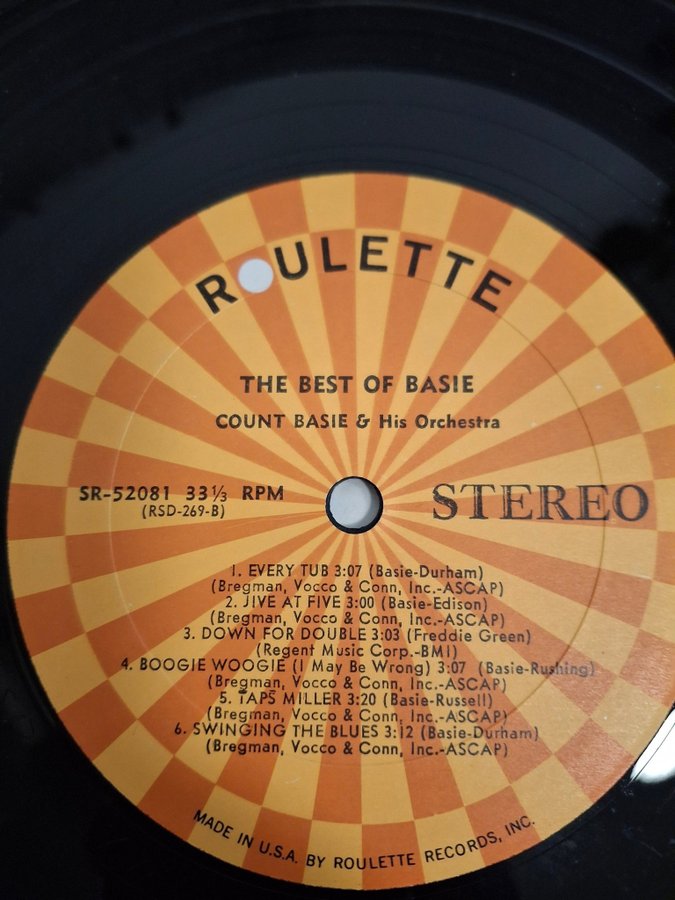 ROULETTE
THE BEST OF BASIE
COUNT BASIE & His Orchestra
SR-52081 33⅓ RPM
(RSD-269-B)
STEREO
1. EVERY TUB 3:07 (Basie-Durham)
(Bregman, Vocco & Conn, Inc.-ASCAP)
2. JIVE AT FIVE 3:00 (Basie-Edison)
(Bregman, Vocco & Conn, Inc.-ASCAP)
3. DOWN FOR DOUBLE 3:03 (Freddie Green)
(Regent Music Corp.-BMI)
4. BOOGIE WOOGIE (I May Be Wrong) 3:07 (Basie-Rushing)
(Bregman, Vocco & Conn, Inc.-ASCAP)
5. TAPS MILLER 3:20 (Basie-Russell)
(Bregman, Vocco & Conn, Inc.-ASCAP)
6. SWINGING THE BLUES 3:12 (Basie-Durham)
(Bregman, Vocco & Conn, Inc.-ASCAP)
MADE IN U.S.A. BY ROULETTE RECORDS, INC.